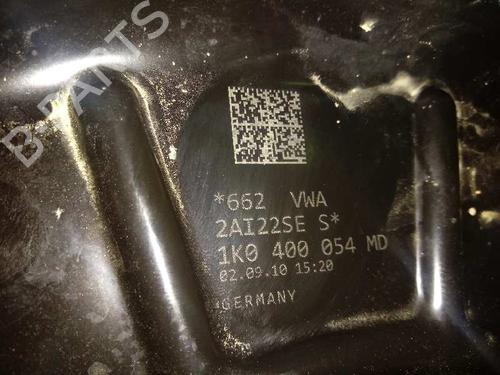 B-PARTS
*662 VWA
2AI22SE S*
1K0 400 054 MD
02.09.10 15:20
GERMANY